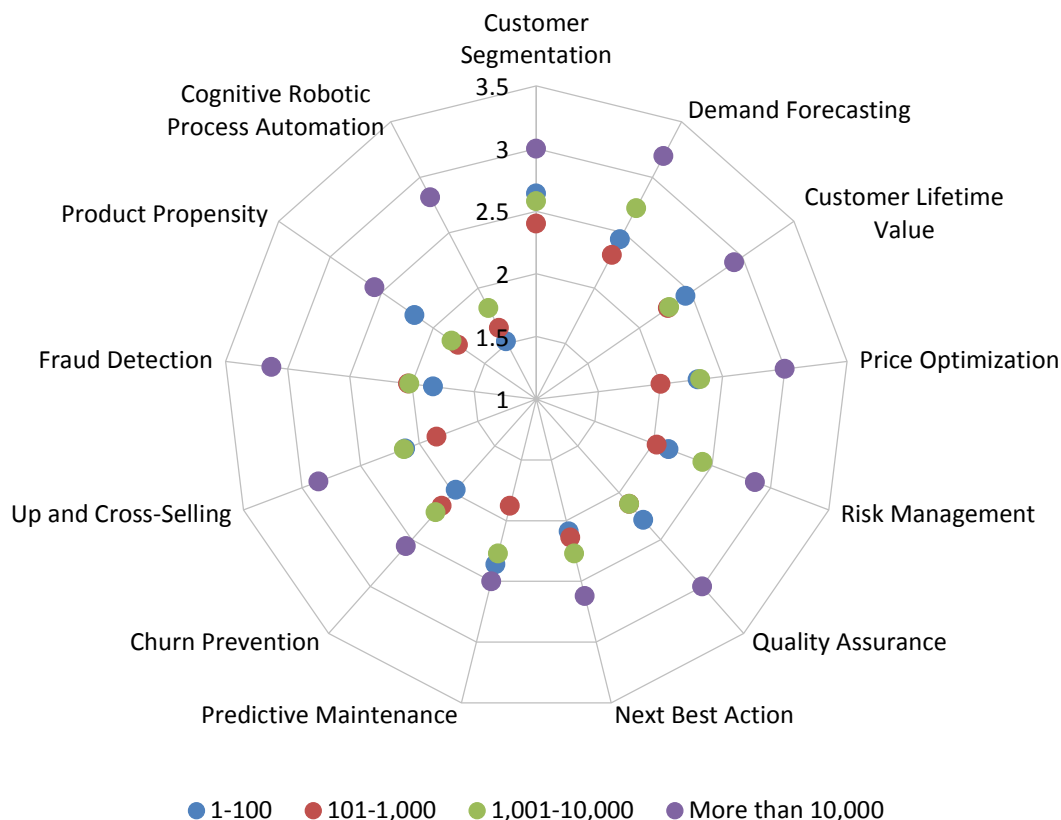 Customer
Segmentation
3.5
Demand Forecasting
Cognitive Robotic
Process Automation
3
Customer Lifetime
Value
Product Propensity
2.5
2
Fraud Detection
1.5
Price Optimization
1
Up and Cross-Selling
Risk Management
Churn Prevention
Quality Assurance
Predictive Maintenance
Next Best Action
1-100
101-1,000
1,001-10,000
More than 10,000